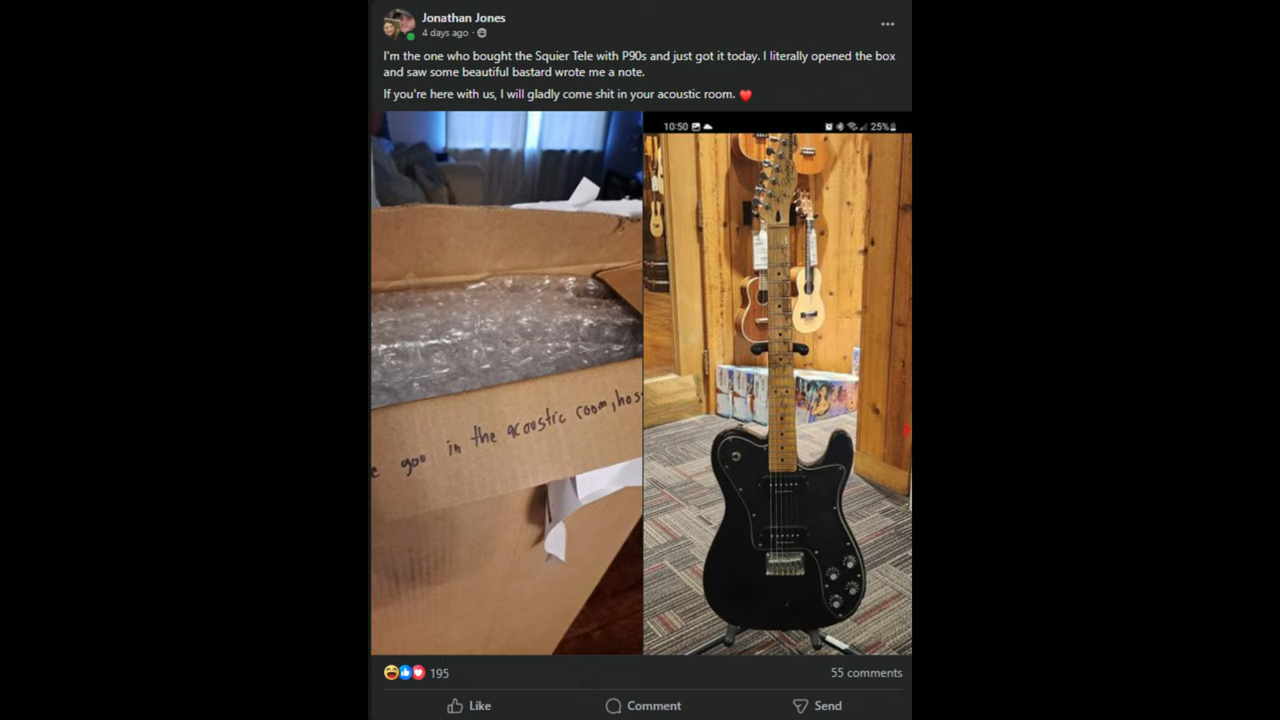 Jonathan Jones
4 days ago ·
I'm the one who bought the Squier Tele with P90s and just got it today. I literally opened the box
and saw some beautiful bastard wrote me a note.
If you're here with us, I will gladly come shit in your acoustic room. ❤️
10:50
25%
goo in the acoustic room, hos
195
55 comments
Like
Comment
Send